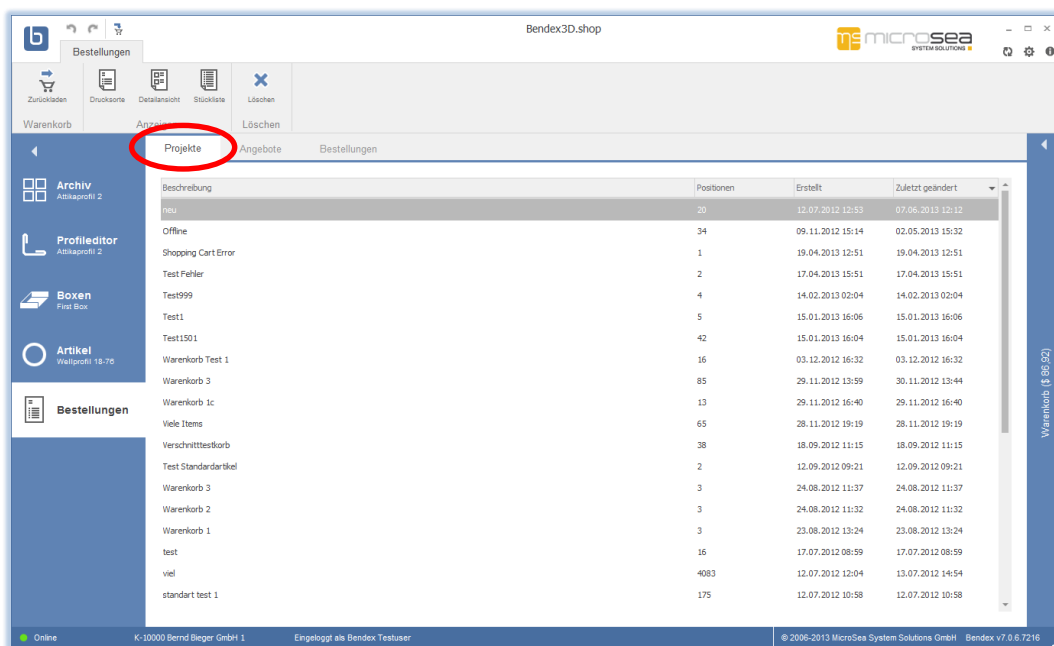 Bendex3D.shop
microsea
SYSTEM SOLUTIONS
Bestellungen
Zurückladen Drucksorte Detailansicht Stückliste Löschen
Warenkorb Löschen
Projekte Angebote Bestellungen
Archiv
Attikaprofil 2
Profileditor
Attikaprofil 2
Boxen
First Box
Artikel
Wellprofil 18-76
Bestellungen
Beschreibung Positionen Erstellt Zuletzt geändert
neu 20 12.07.2012 12:53 07.06.2013 12:12
Offline 34 09.11.2012 15:14 02.05.2013 15:32
Shopping Cart Error 1 19.04.2013 12:51 19.04.2013 12:51
Test Fehler 2 17.04.2013 15:51 17.04.2013 15:51
Test999 4 14.02.2013 02:04 14.02.2013 02:04
Test1 5 15.01.2013 16:06 15.01.2013 16:06
Test1501 42 15.01.2013 16:04 15.01.2013 16:04
Warenkorb Test 1 16 03.12.2012 16:32 03.12.2012 16:32
Warenkorb 3 85 29.11.2012 13:59 30.11.2012 13:44
Warenkorb 1c 13 29.11.2012 16:40 29.11.2012 16:40
Viele Items 65 28.11.2012 19:19 28.11.2012 19:19
Verschnitttestkorb 38 18.09.2012 11:15 18.09.2012 11:15
Test Standardartikel 2 12.09.2012 09:21 12.09.2012 09:21
Warenkorb 3 3 24.08.2012 11:37 24.08.2012 11:37
Warenkorb 2 3 24.08.2012 11:32 24.08.2012 11:32
Warenkorb 1 3 23.08.2012 13:24 23.08.2012 13:24
test 16 17.07.2012 08:59 17.07.2012 08:59
viel 4083 12.07.2012 12:04 13.07.2012 14:54
standart test 1 175 12.07.2012 10:58 12.07.2012 10:58
Warenkorb ($ 86,92)
Online K-10000 Bernd Bieger GmbH 1 Eingeloggt als Bendex Testuser © 2006-2013 MicroSea System Solutions GmbH Bendex v7.0.6.7216